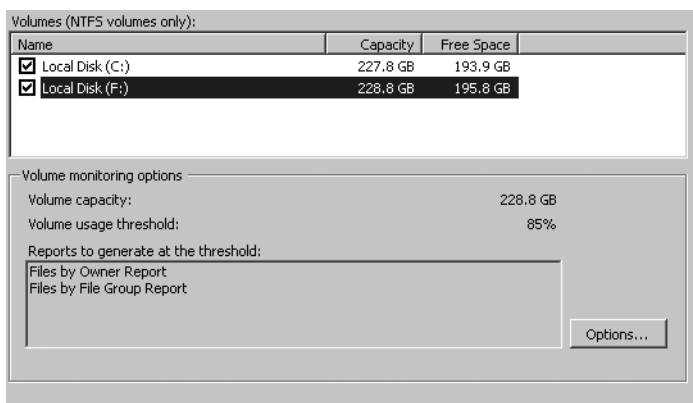 Volumes (NTFS volumes only):
Name Capacity Free Space
Local Disk (C:) 227.8 GB 193.9 GB
Local Disk (F:) 228.8 GB 195.8 GB
Volume monitoring options
Volume capacity: 228.8 GB
Volume usage threshold: 85%
Reports to generate at the threshold:
Files by Owner Report
Files by File Group Report
Options...